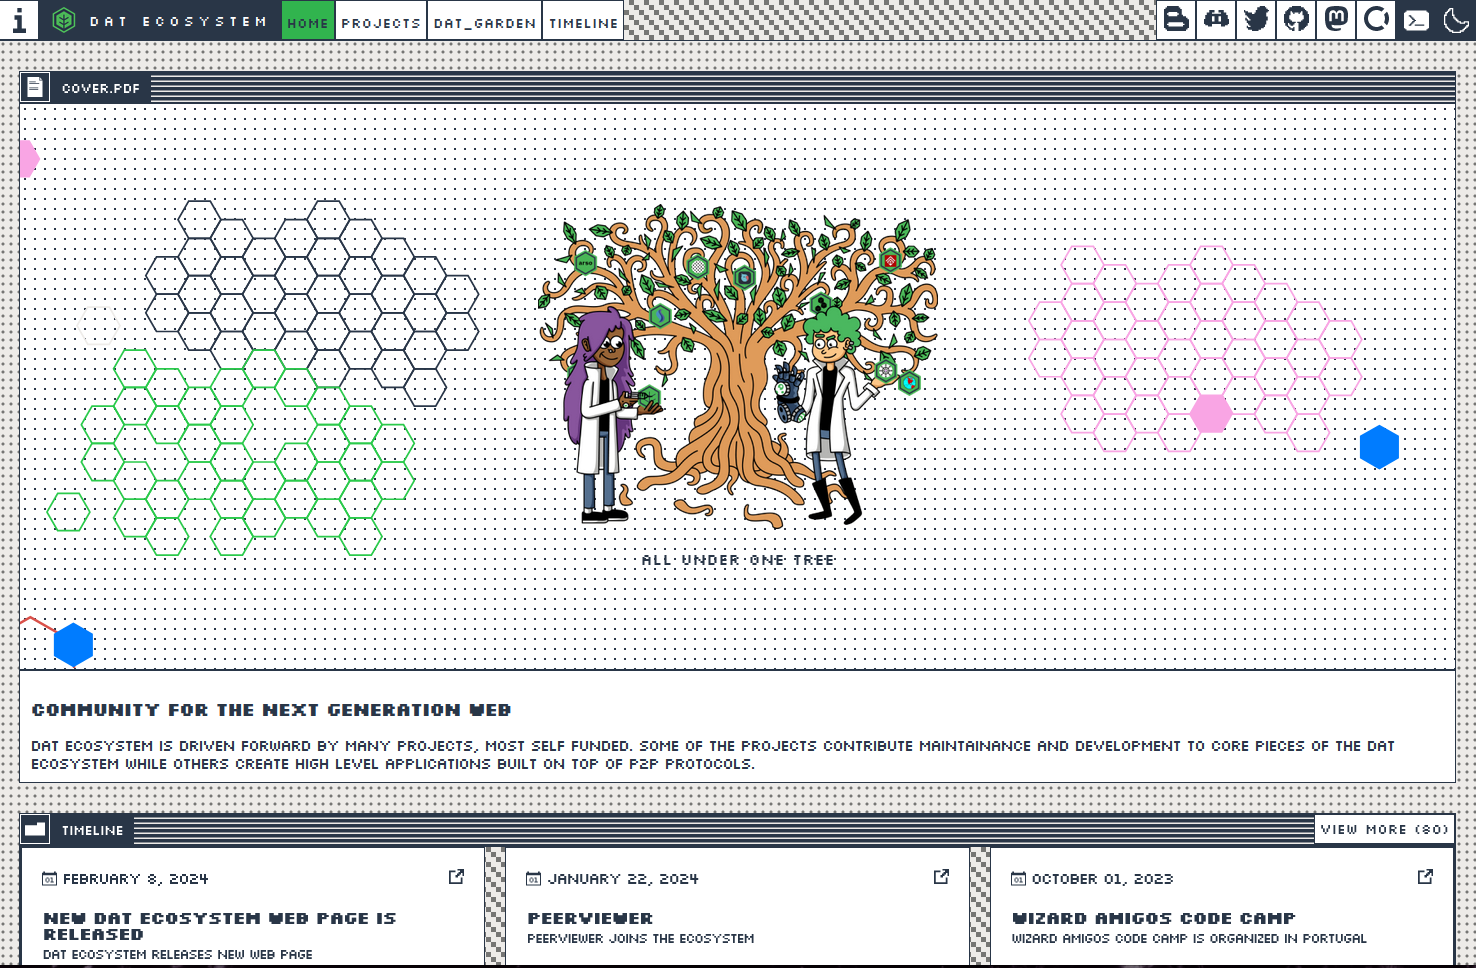 DAT ECOSYSTEM HOME PROJECTS DAT_GARDEN TIMELINE
COVER.PDF
ALL UNDER ONE TREE
COMMUNITY FOR THE NEXT GENERATION WEB
DAT ECOSYSTEM IS DRIVEN FORWARD BY MANY PROJECTS, MOST SELF FUNDED. SOME OF THE PROJECTS CONTRIBUTE MAINTAINANCE AND DEVELOPMENT TO CORE PIECES OF THE DAT
ECOSYSTEM WHILE OTHERS CREATE HIGH LEVEL APPLICATIONS BUILT ON TOP OF P2P PROTOCOLS.
TIMELINE VIEW MORE (80)
FEBRUARY 8, 2024
NEW DAT ECOSYSTEM WEB PAGE IS
RELEASED
DAT ECOSYSTEM RELEASES NEW WEB PAGE
JANUARY 22, 2024
PEERVIEWER
PEERVIEWER JOINS THE ECOSYSTEM
OCTOBER 01, 2023
WIZARD AMIGOS CODE CAMP
WIZARD AMIGOS CODE CAMP IS ORGANIZED IN PORTUGAL